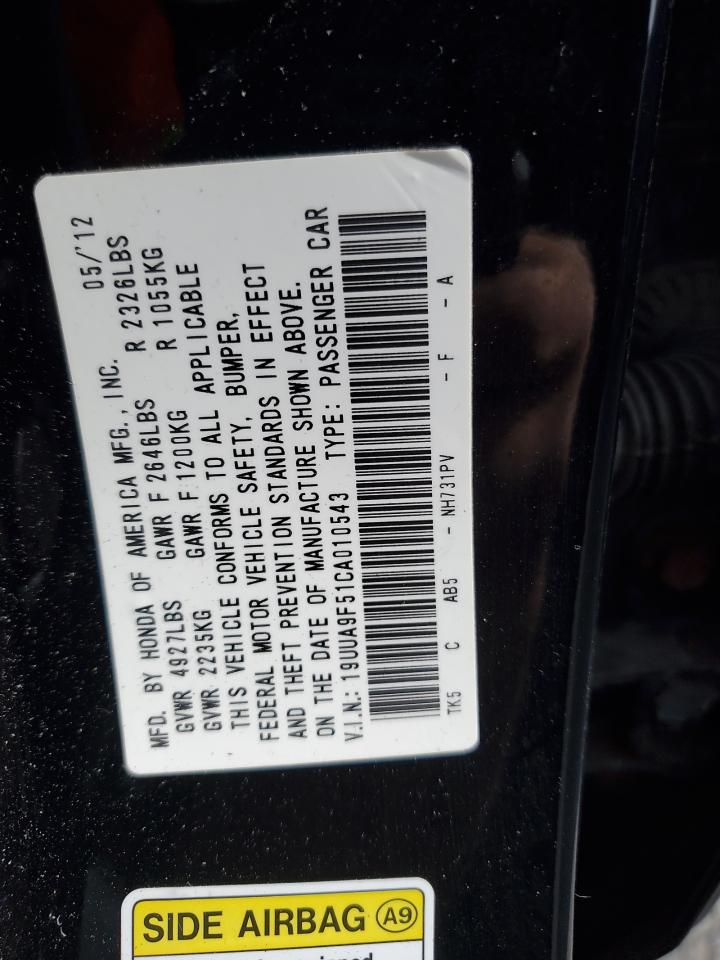 MFD. BY HONDA OF AMERICA MFG., INC. 05/'12
GVWR 4927LBS GAWR F 2646LBS R 2326LBS
GVWR 2235KG GAWR F 1200KG R 1055KG
THIS VEHICLE CONFORMS TO ALL APPLICABLE
FEDERAL MOTOR VEHICLE SAFETY, BUMPER,
AND THEFT PREVENTION STANDARDS IN EFFECT
ON THE DATE OF MANUFACTURE SHOWN ABOVE.
V.I.N.: 19UUA9F51CA010543 TYPE: PASSENGER CAR
TK5 C AB5 - NH731PV - F - A
SIDE AIRBAG A9